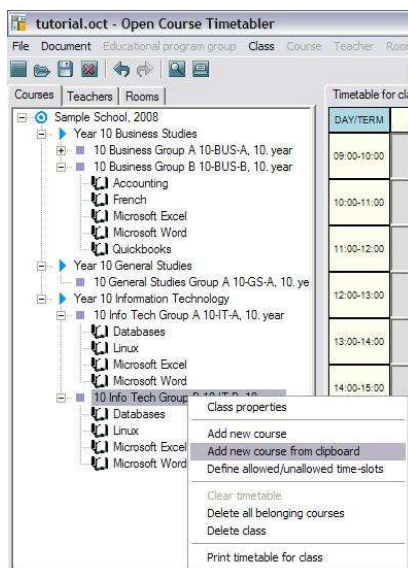 tutorial.oct - Open Course Timetabler
File Document Educational program group Class Course Teacher
Courses Teachers Rooms
Timetable for
Sample School, 2008
DAY/TERM
Year 10 Business Studies
10 Business Group A 10-BUS-A, 10. year
09:00-10:00
10 Business Group B 10-BUS-B, 10. year
Accounting
French
10:00-11:00
Microsoft Excel
Microsoft Word
Quickbooks
11:00-12:00
Year 10 General Studies
10 General Studies Group A 10-GS-A, 10. ye
Year 10 Information Technology
12:00-13:00
10 Info Tech Group A 10-IT-A, 10. year
Databases
Linux
13:00-14:00
Microsoft Excel
Microsoft Word
14:00-15:00
10 Info Tech Group
Databases
Linux
Microsoft Excel
Microsoft Word
Class properties
Add new course
Add new course from clipboard
Define allowed/unallowed time-slots
Clear timetable
Delete all belonging courses
Delete class
Print timetable for class